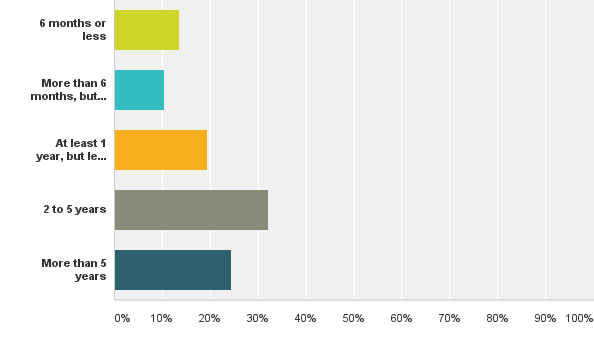 6 months or
less
More than 6
months, but...
At least 1
year, but le...
2 to 5 years
More than 5
years
0% 10% 20% 30% 40% 50% 60% 70% 80% 90% 100%